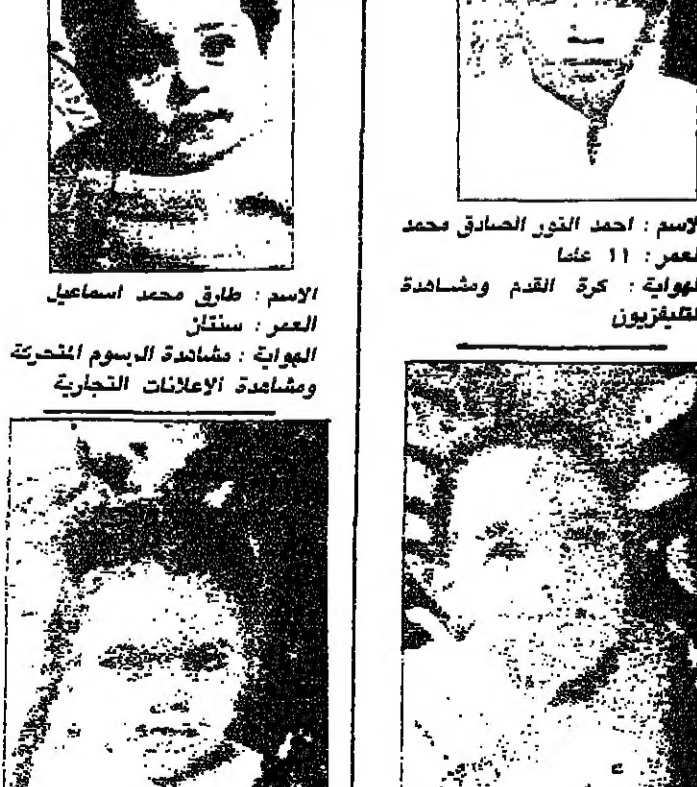 الاسم : احمد النور الصادق محمد
العمر : ١١ عاما
الهواية : كرة القدم ومشاهدة
التليفزيون
الاسم : طارق محمد اسماعيل
العمر : سنتان
الهواية : مشاهدة الرسوم المتحركة
ومشاهدة الإعلانات التجارية